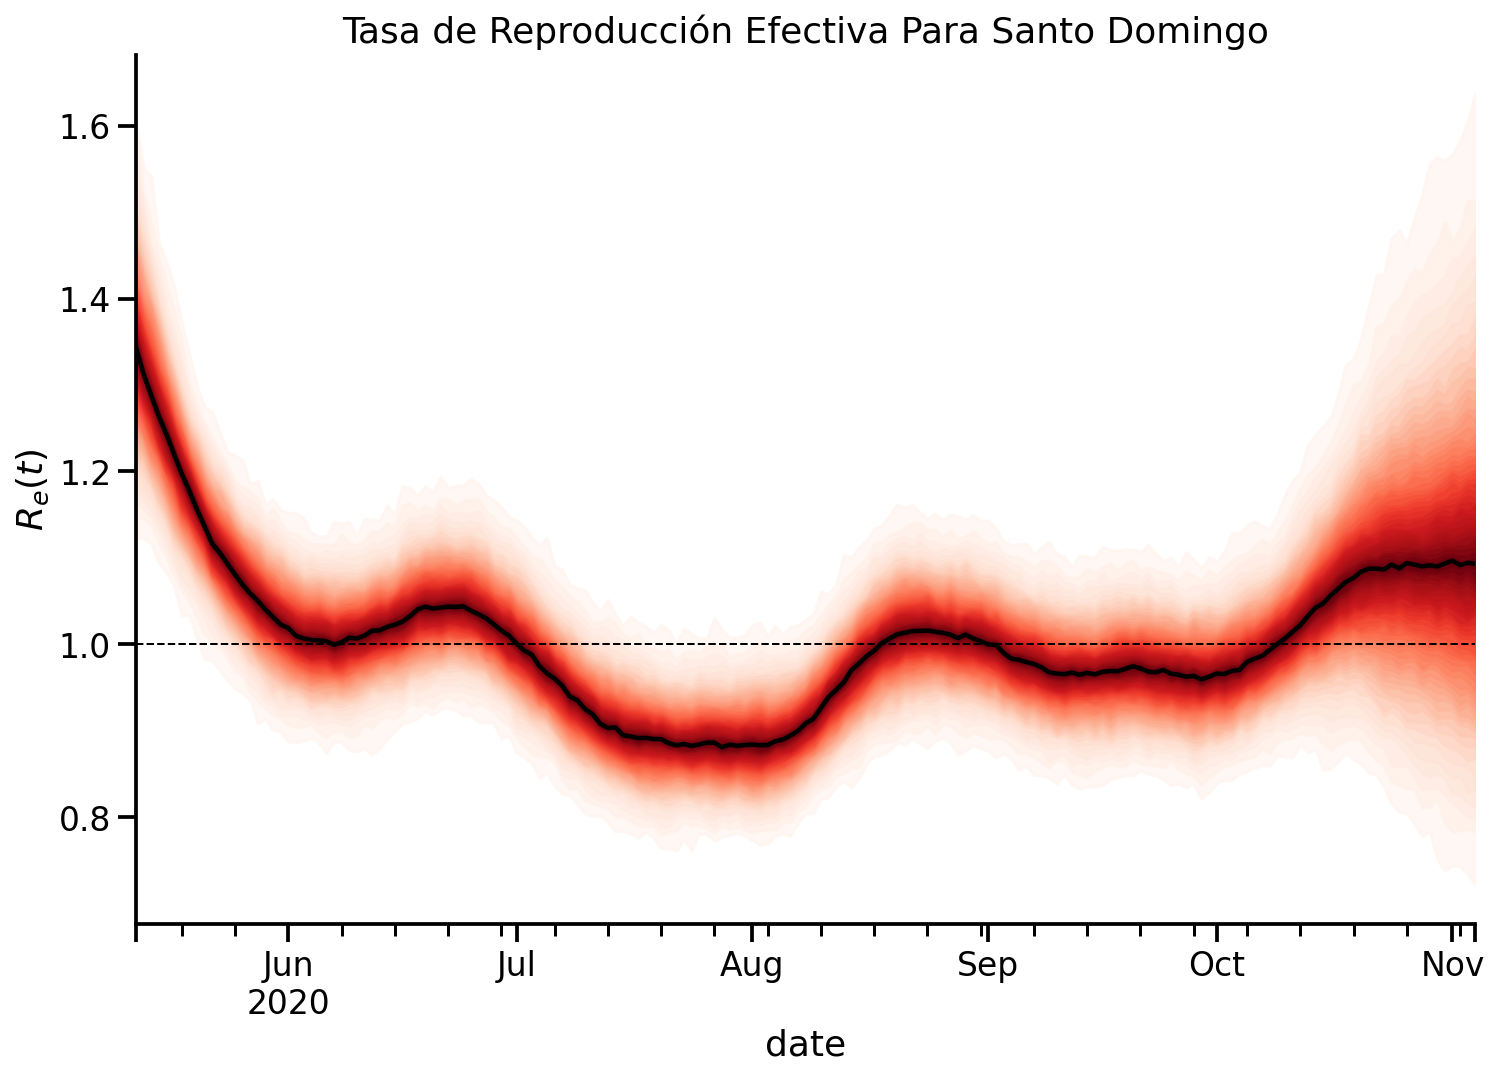 Tasa de Reproducción Efectiva Para Santo Domingo
1.6
1.4
1.2
1.0
0.8
Rₑ(t)
Jun Jul Aug Sep Oct Nov
2020
date